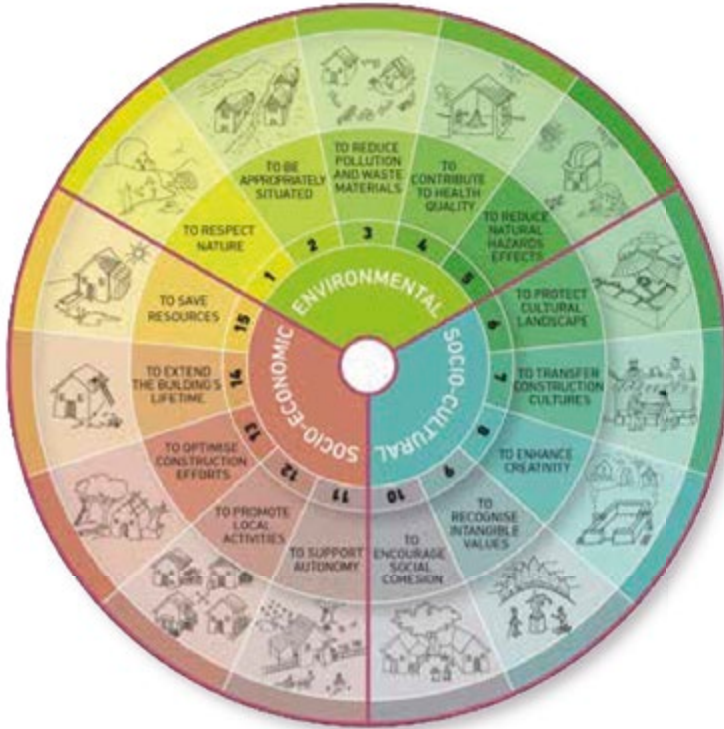 ENVIRONMENTAL
SOCIO-CULTURAL
SOCIO-ECONOMIC
1
TO RESPECT
NATURE
2
TO BE
APPROPRIATELY
SITUATED
3
TO REDUCE
POLLUTION
AND WASTE
MATERIALS
4
TO
CONTRIBUTE
TO HEALTH
QUALITY
5
TO REDUCE
NATURAL
HAZARDS
EFFECTS
6
TO PROTECT
CULTURAL
LANDSCAPE
7
TO TRANSFER
CONSTRUCTION
CULTURES
8
TO ENHANCE
CREATIVITY
9
TO
RECOGNISE
INTANGIBLE
VALUES
10
TO
ENCOURAGE
SOCIAL
COHESION
11
TO SUPPORT
AUTONOMY
12
TO PROMOTE
LOCAL
ACTIVITIES
13
TO OPTIMISE
CONSTRUCTION
EFFORTS
14
TO EXTEND
THE BUILDING'S
LIFETIME
15
TO SAVE
RESOURCES